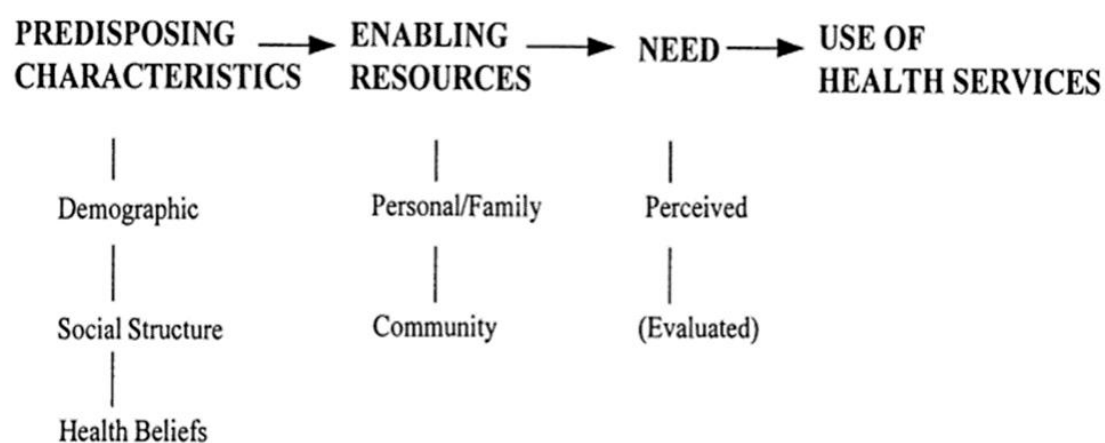 PREDISPOSING CHARACTERISTICS
ENABLING RESOURCES
NEED
USE OF HEALTH SERVICES
Demographic
Social Structure
Health Beliefs
Personal/Family
Community
Perceived
(Evaluated)